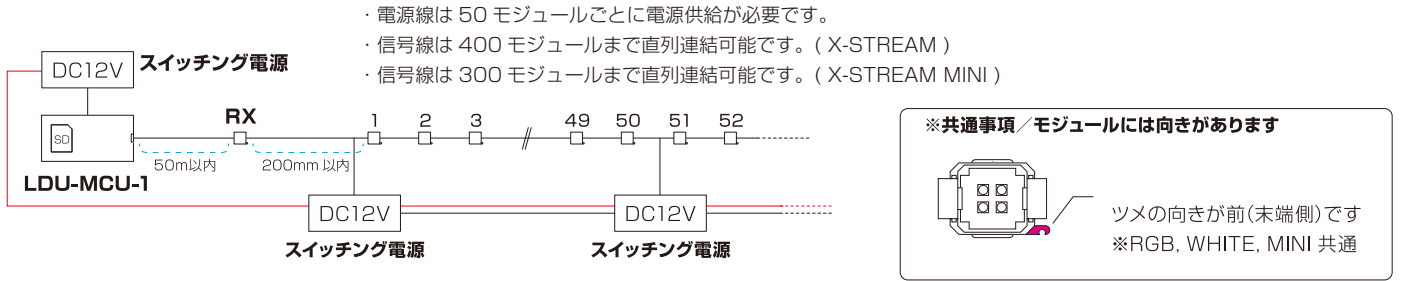 ・電源線は 50 モジュールごとに電源供給が必要です。
・信号線は 400 モジュールまで直列連結可能です。( X-STREAM )
・信号線は 300 モジュールまで直列連結可能です。( X-STREAM MINI )
DC12V スイッチング電源
SD
LDU-MCU-1
50m以内
RX
200mm 以内
1 2 3 49 50 51 52
DC12V
スイッチング電源
DC12V
スイッチング電源
※共通事項／モジュールには向きがあります
ツメの向きが前(末端側)です
※RGB, WHITE, MINI 共通